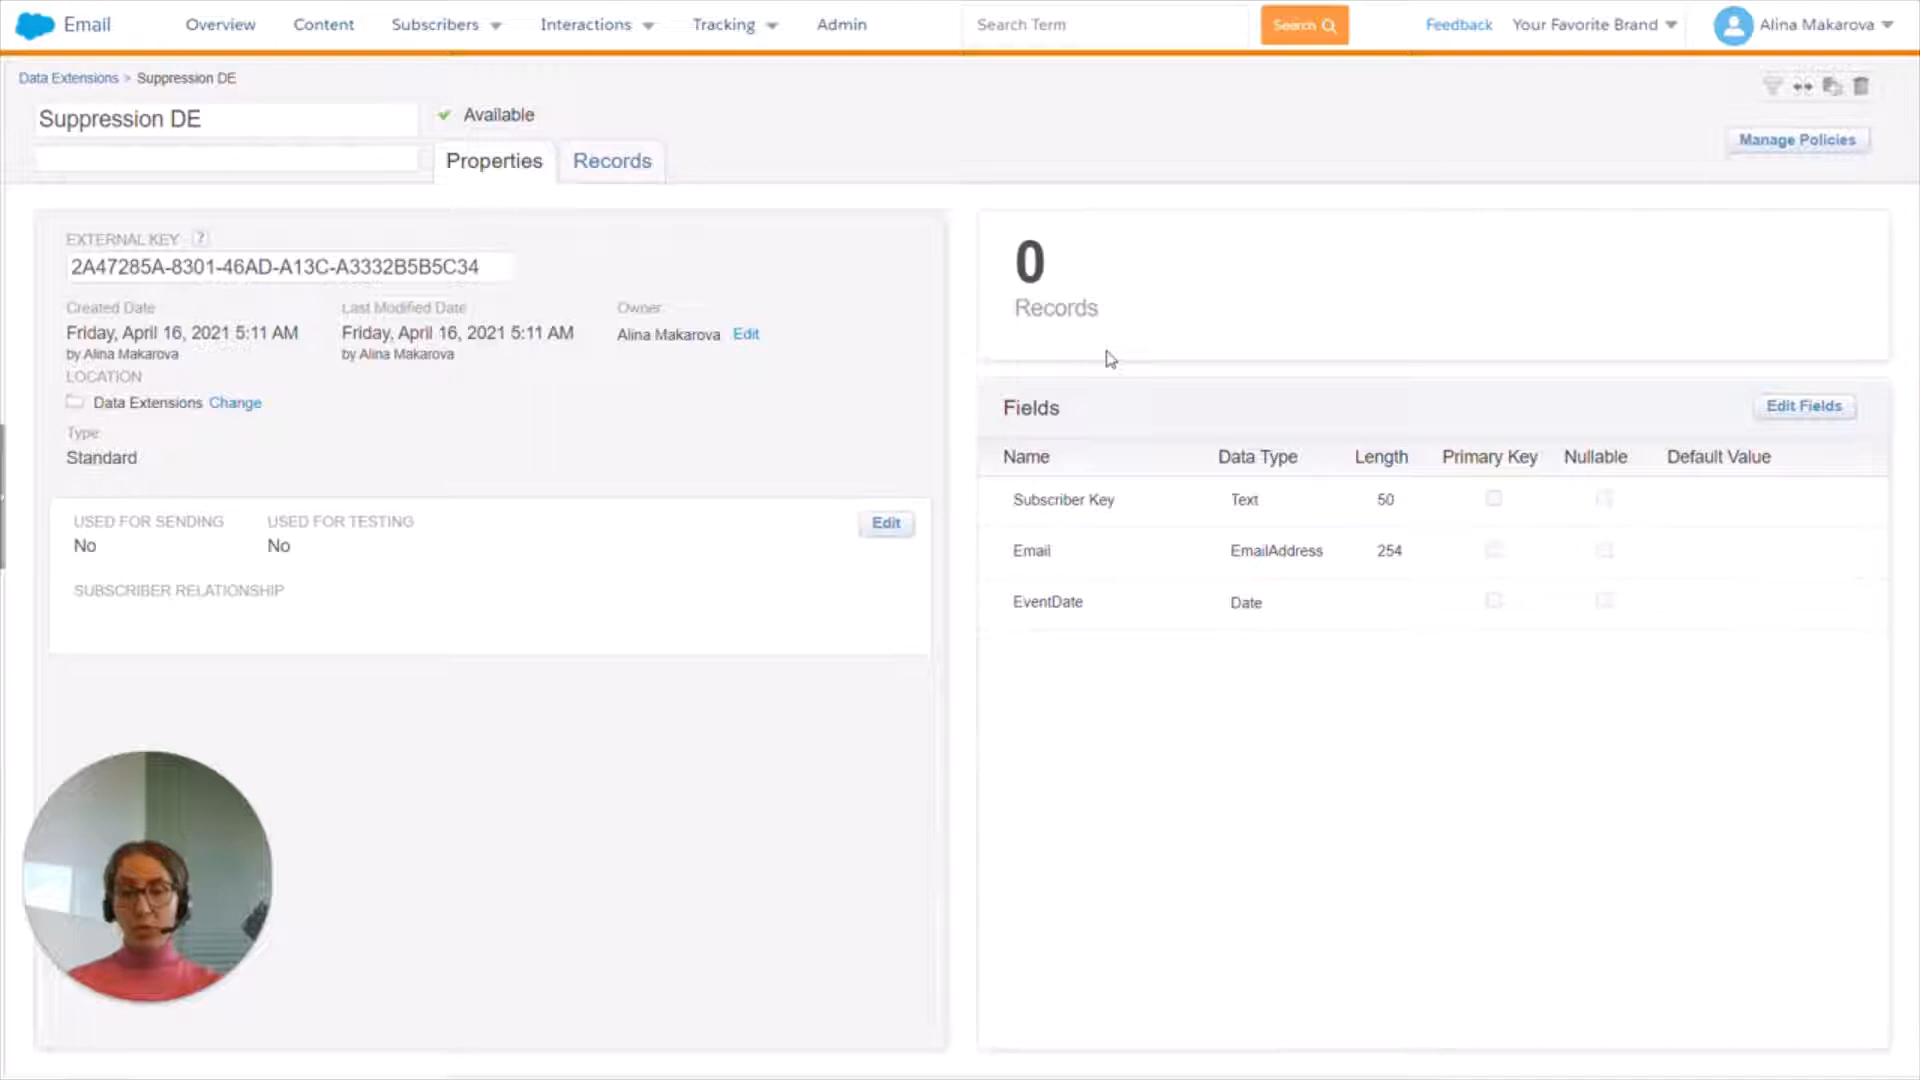 Email
Overview
Content
Subscribers
Interactions
Tracking
Admin
Search Term
Search
Feedback
Your Favorite Brand
Alina Makarova
Data Extensions > Suppression DE
Suppression DE
Available
Properties
Records
Manage Policies
EXTERNAL KEY ?
2A47285A-8301-46AD-A13C-A3332B5B5C34
Created Date
Friday, April 16, 2021 5:11 AM
by Alina Makarova
Last Modified Date
Friday, April 16, 2021 5:11 AM
by Alina Makarova
Owner
Alina Makarova Edit
LOCATION
Data Extensions Change
Type
Standard
USED FOR SENDING
No
USED FOR TESTING
No
Edit
SUBSCRIBER RELATIONSHIP
0
Records
Fields
Edit Fields
Name Data Type Length Primary Key Nullable Default Value
Subscriber Key Text 50
Email EmailAddress 254
EventDate Date